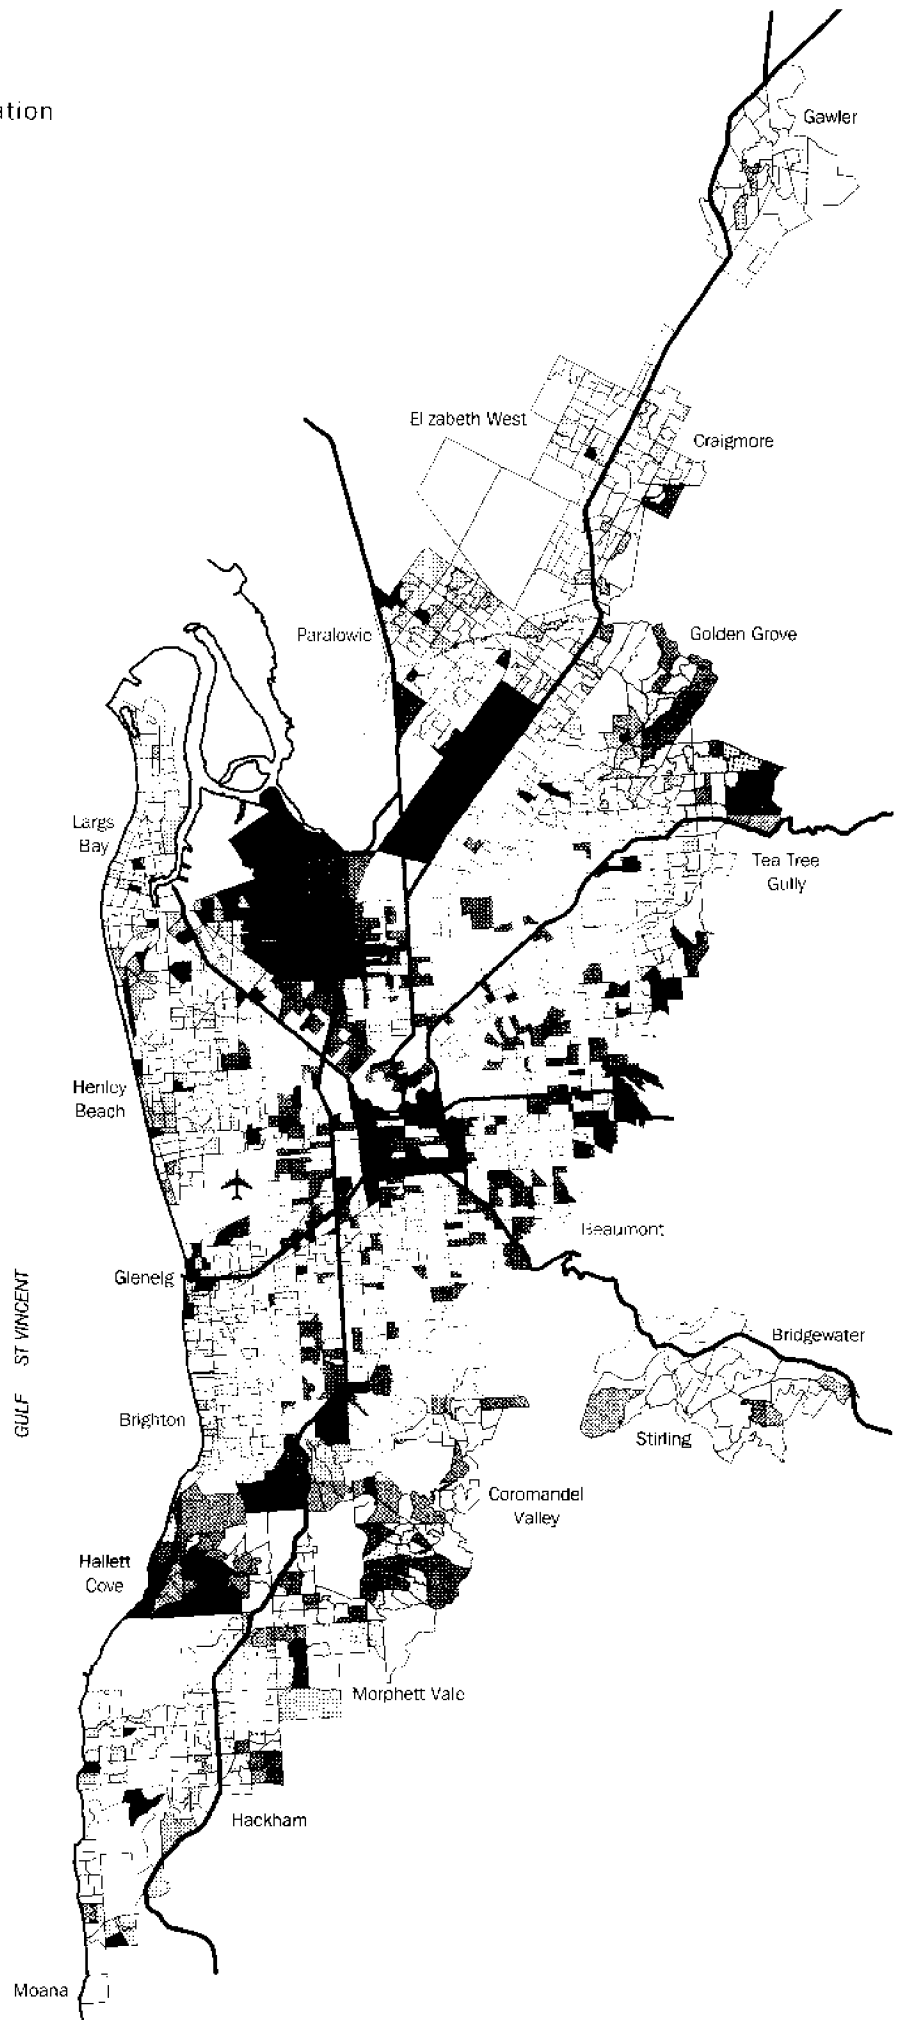 ation
Gawler
El zabeth West
Craigmore
Paralowie
Golden Grove
Largs
Bay
Tea Tree
Gully
Henley
Beach
Beaumont
Glenelg
GULF ST VINCENT
Bridgewater
Brighton
Stirling
Coromandel
Valley
Hallett
Cove
Morphett Vale
Hackham
Moana